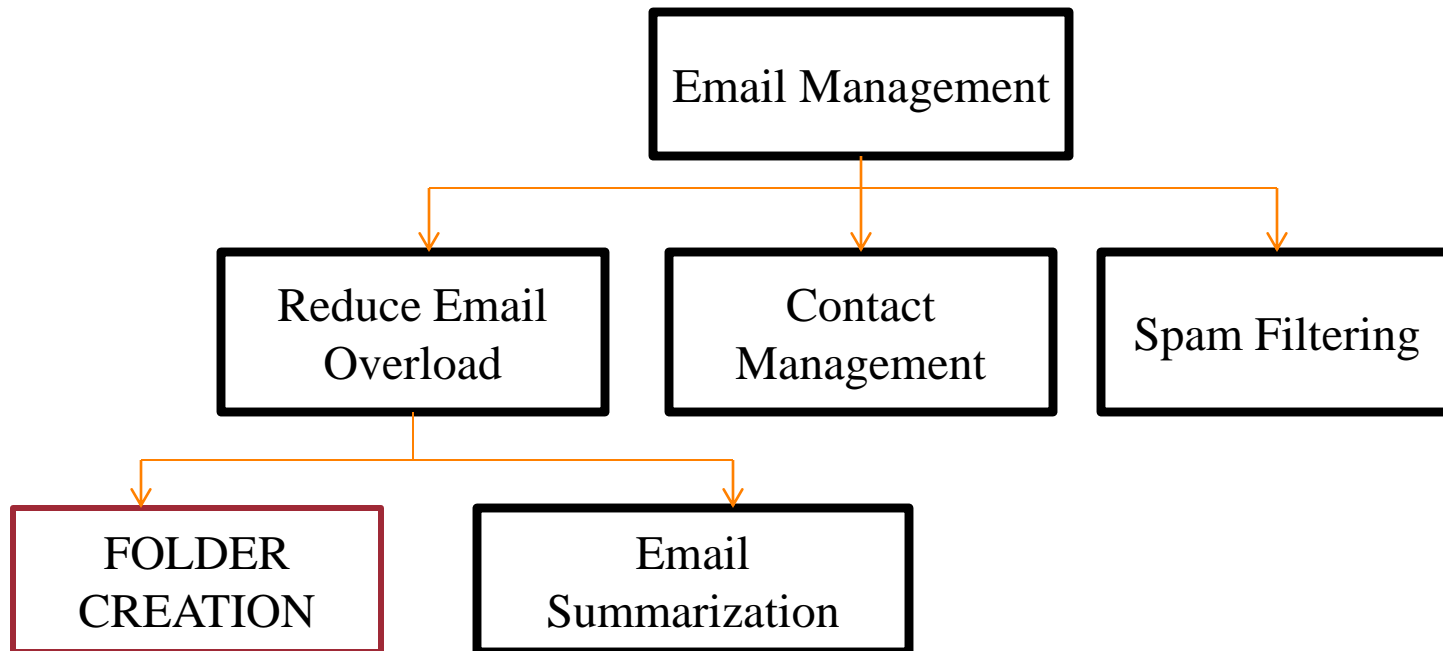 Email Management
Reduce Email
Overload
Contact
Management
Spam Filtering
FOLDER
CREATION
Email
Summarization